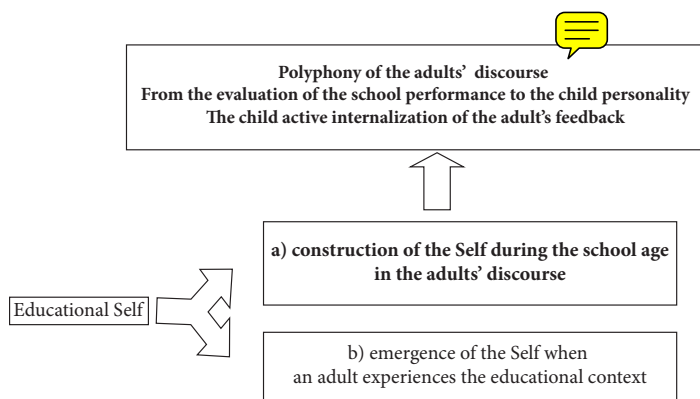 Polyphony of the adults’ discourse
From the evaluation of the school performance to the child personality
The child active internalization of the adult’s feedback
a) construction of the Self during the school age
in the adults’ discourse
Educational Self
b) emergence of the Self when
an adult experiences the educational context